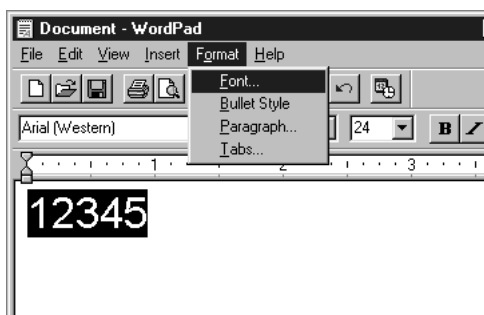 Document - WordPad
File Edit View Insert Format Help
Font...
Bullet Style
Paragraph...
Tabs...
Arial (Western) 24 B I
1 2 3
12345